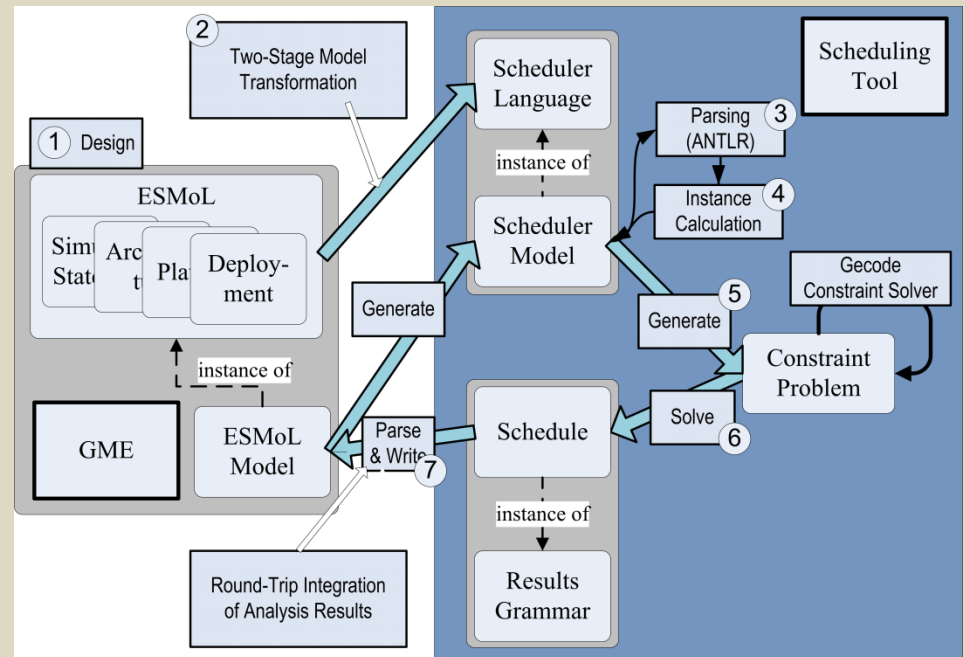 2
Two-Stage Model
Transformation
1 Design
ESMoL
Deploy-
ment
instance of
GME
ESMoL
Model
Generate
Parse
& Write
7
Round-Trip Integration
of Analysis Results
Scheduler
Language
instance of
Scheduler
Model
Scheduling
Tool
Parsing
(ANTLR)
3
Instance
Calculation
4
Gecode
Constraint Solver
5
Generate
Constraint
Problem
Solve
6
Schedule
instance of
Results
Grammar